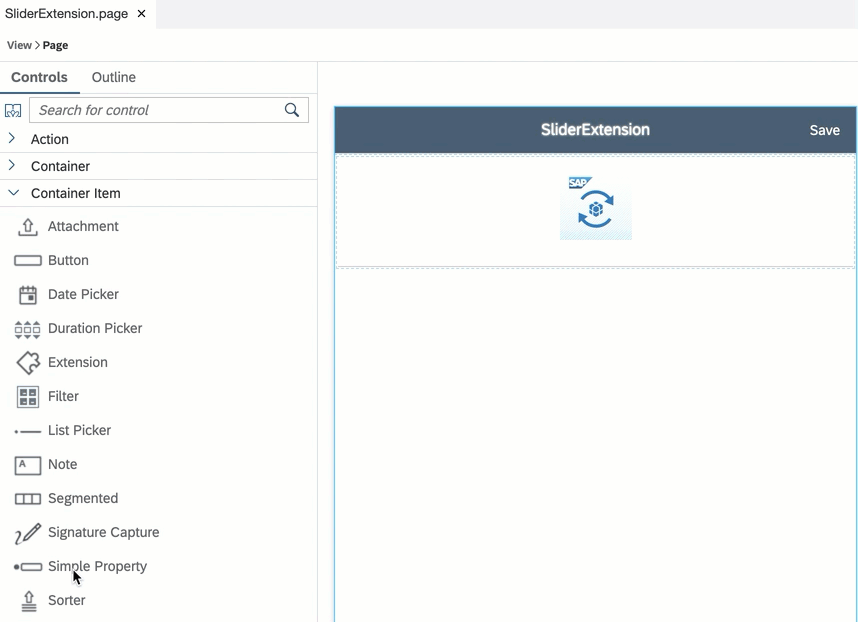 SliderExtension.page ×
View > Page
Controls Outline
Search for control
Action
Container
Container Item
Attachment
Button
Date Picker
Duration Picker
Extension
Filter
List Picker
A Note
Segmented
Signature Capture
Simple Property
Sorter
SliderExtension Save
SAP